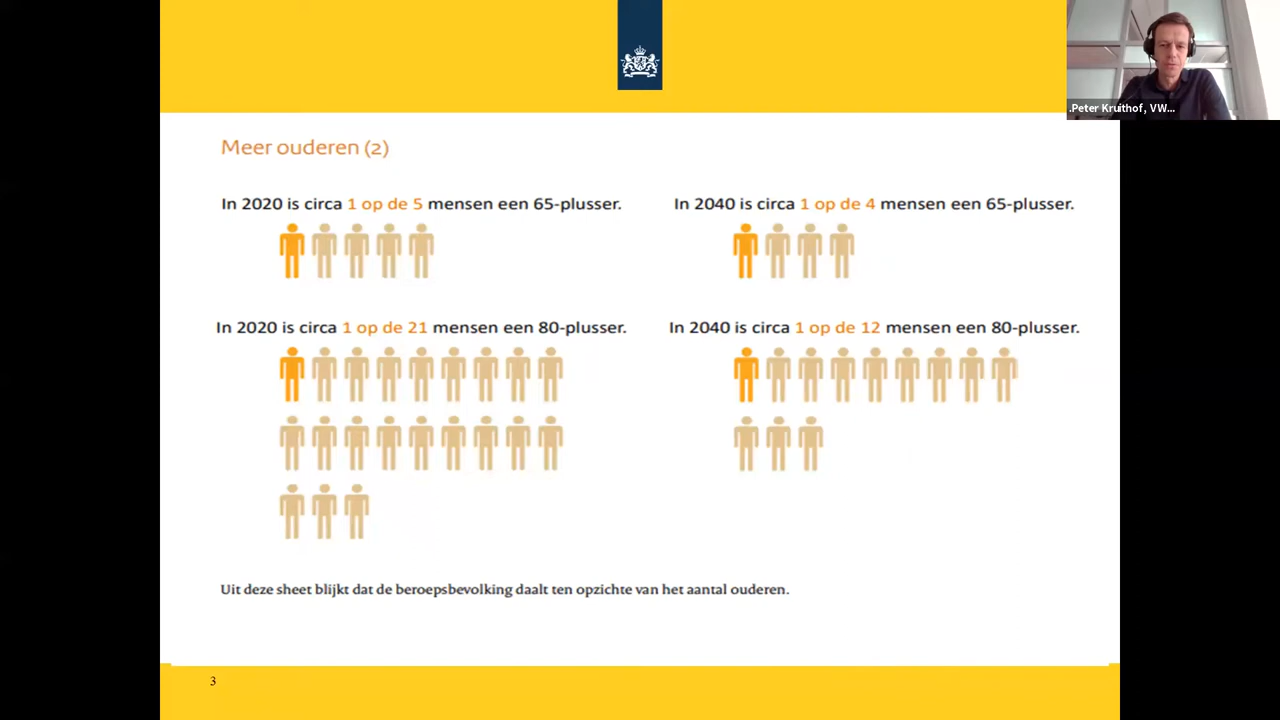 .Peter Kruithof, VW...
Meer ouderen (2)
In 2020 is circa 1 op de 5 mensen een 65-plusser.
In 2040 is circa 1 op de 4 mensen een 65-plusser.
In 2020 is circa 1 op de 21 mensen een 80-plusser.
In 2040 is circa 1 op de 12 mensen een 80-plusser.
Uit deze sheet blijkt dat de beroepsbevolking daalt ten opzichte van het aantal ouderen.
3